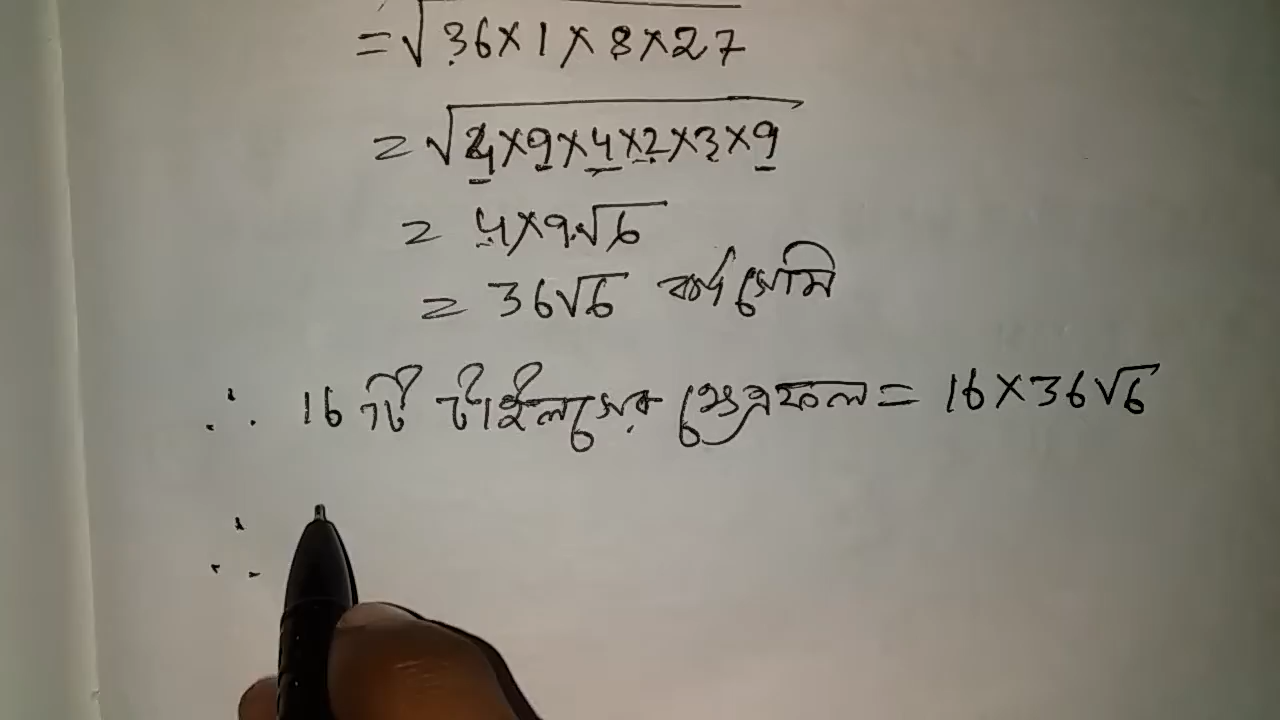 = √36×1×8×27
= √4×9×4×2×3×9
= 4×9√6
= 36√6 বর্গ সেমি
∴ 16 টি টাইলসের ক্ষেত্রফল = 16×36√6
∴